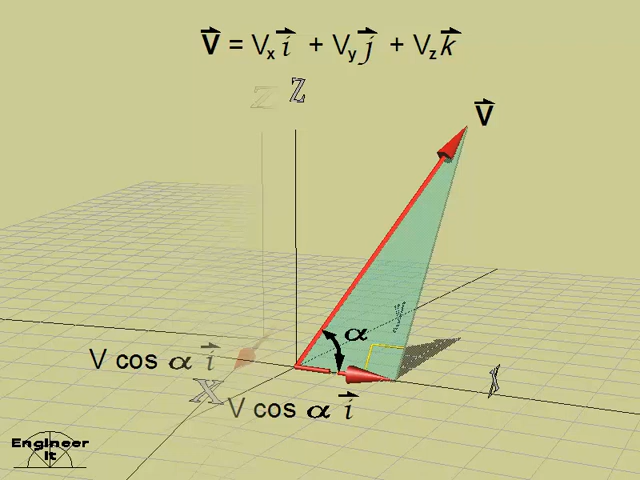 V = Vx i + Vy j + Vz k
Z Z
V
α
V cos α i
X
V cos α i
Engineer
It